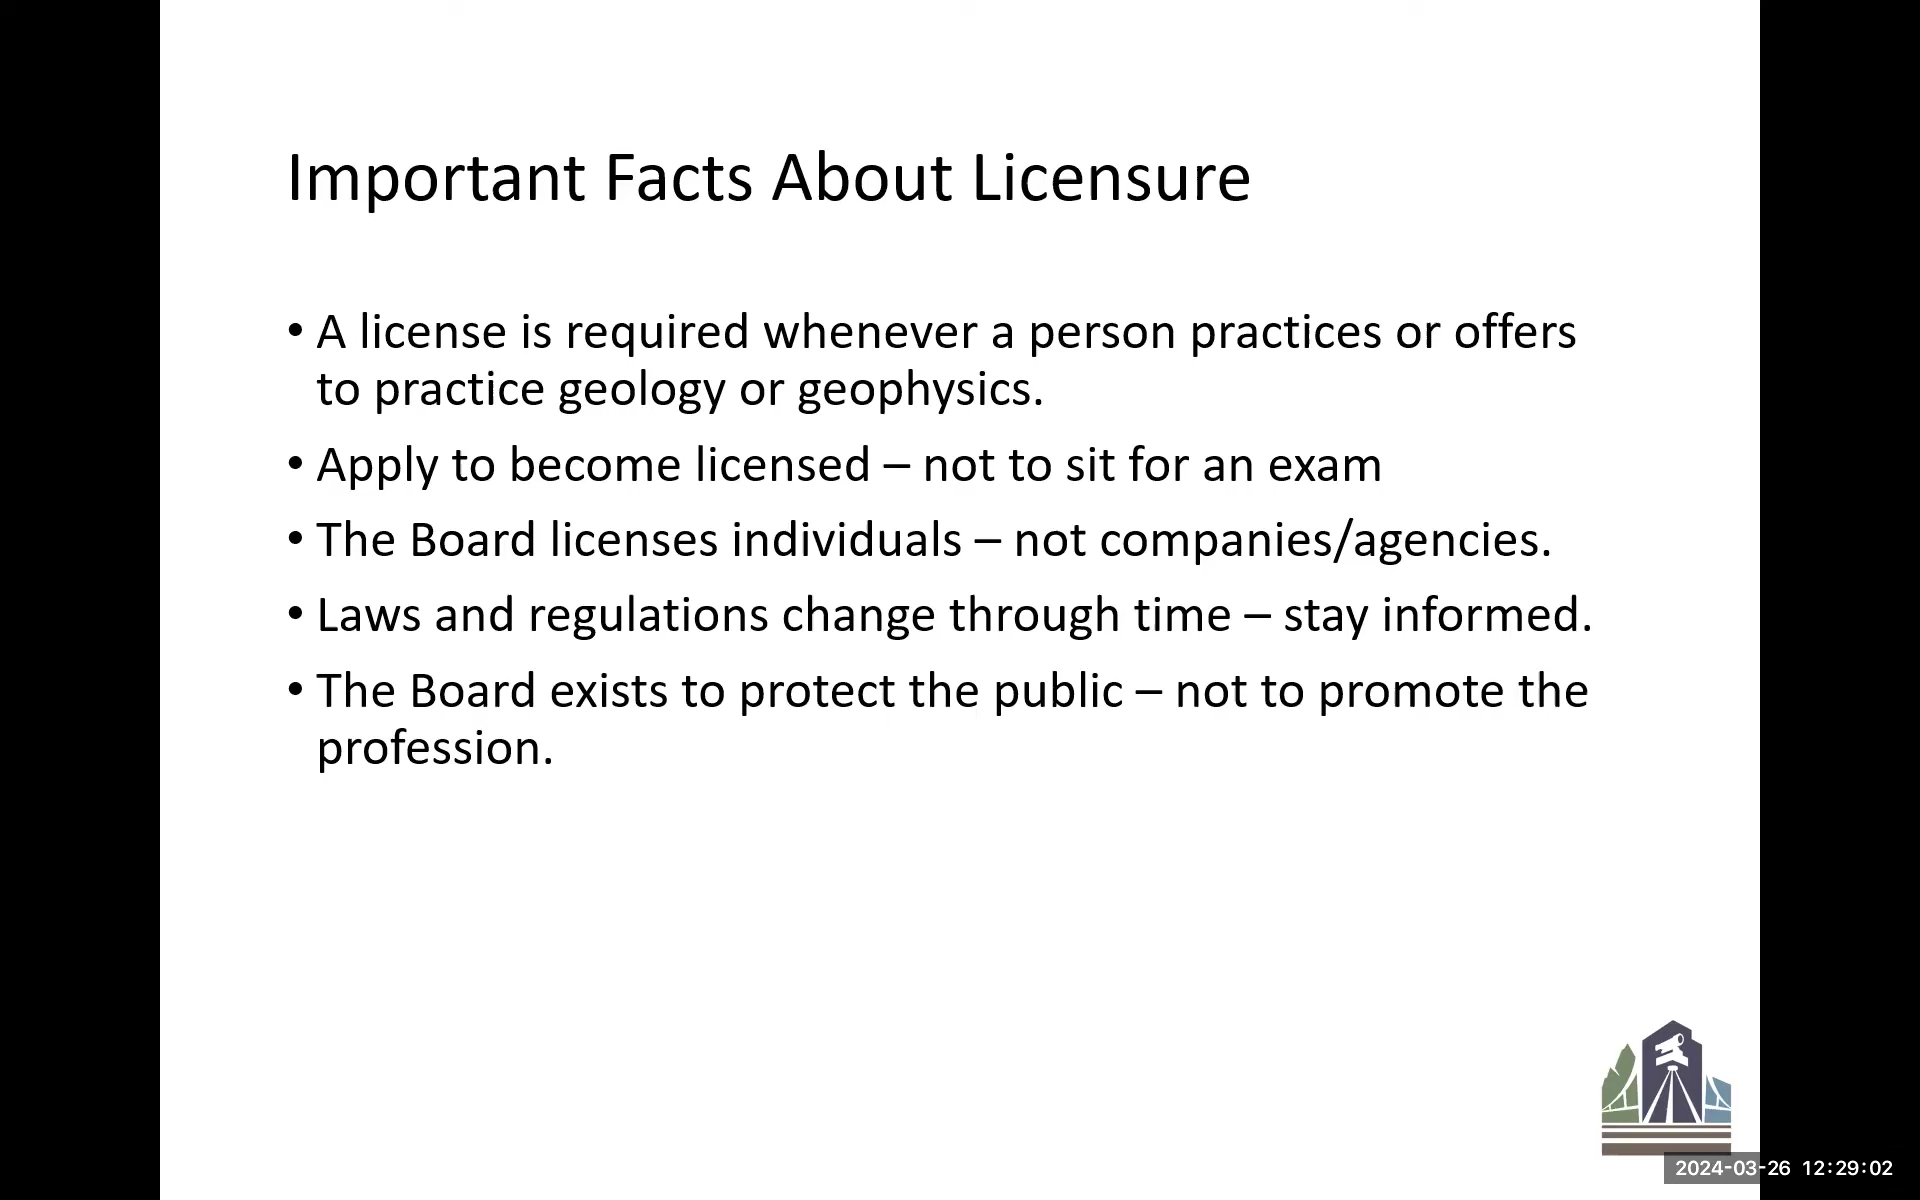 Important Facts About Licensure
• A license is required whenever a person practices or offers
to practice geology or geophysics.
• Apply to become licensed – not to sit for an exam
• The Board licenses individuals – not companies/agencies.
• Laws and regulations change through time – stay informed.
• The Board exists to protect the public – not to promote the
profession.
2024-03-26 12:29:02